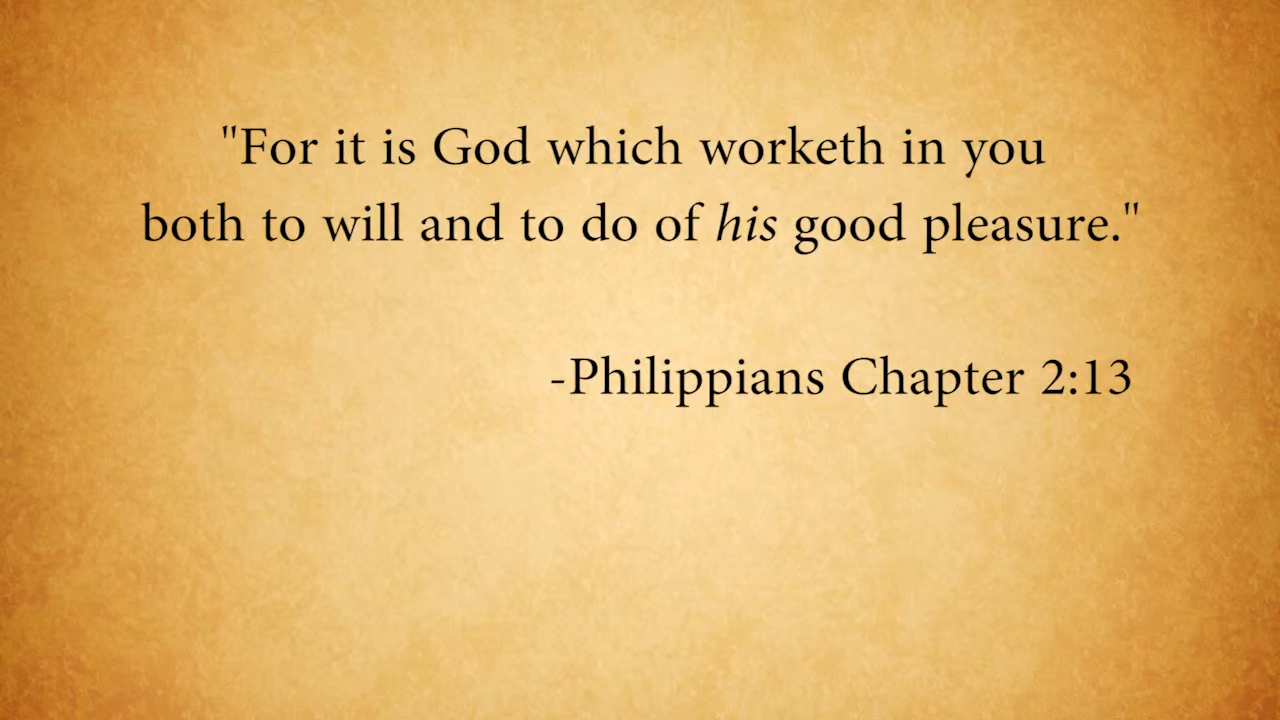 "For it is God which worketh in you
both to will and to do of his good pleasure."
-Philippians Chapter 2:13